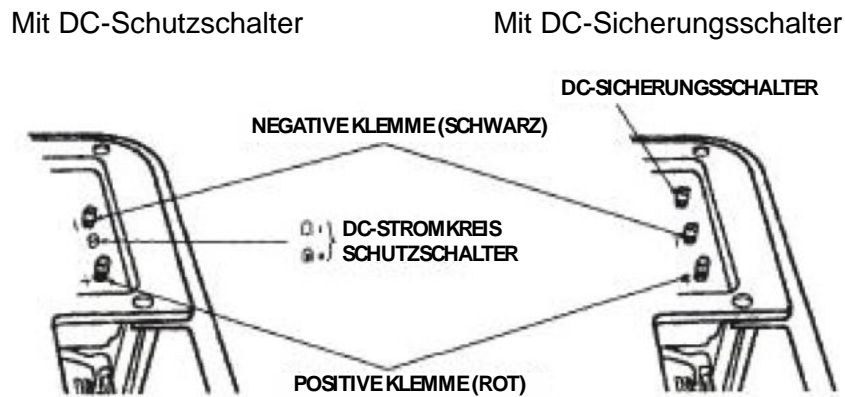 Mit DC-Schutzschalter
Mit DC-Sicherungsschalter
DC-SICHERUNGSSCHALTER
NEGATIVE KLEMME (SCHWARZ)
DC-STROMKREIS
SCHUTZSCHALTER
POSITIVE KLEMME (ROT)